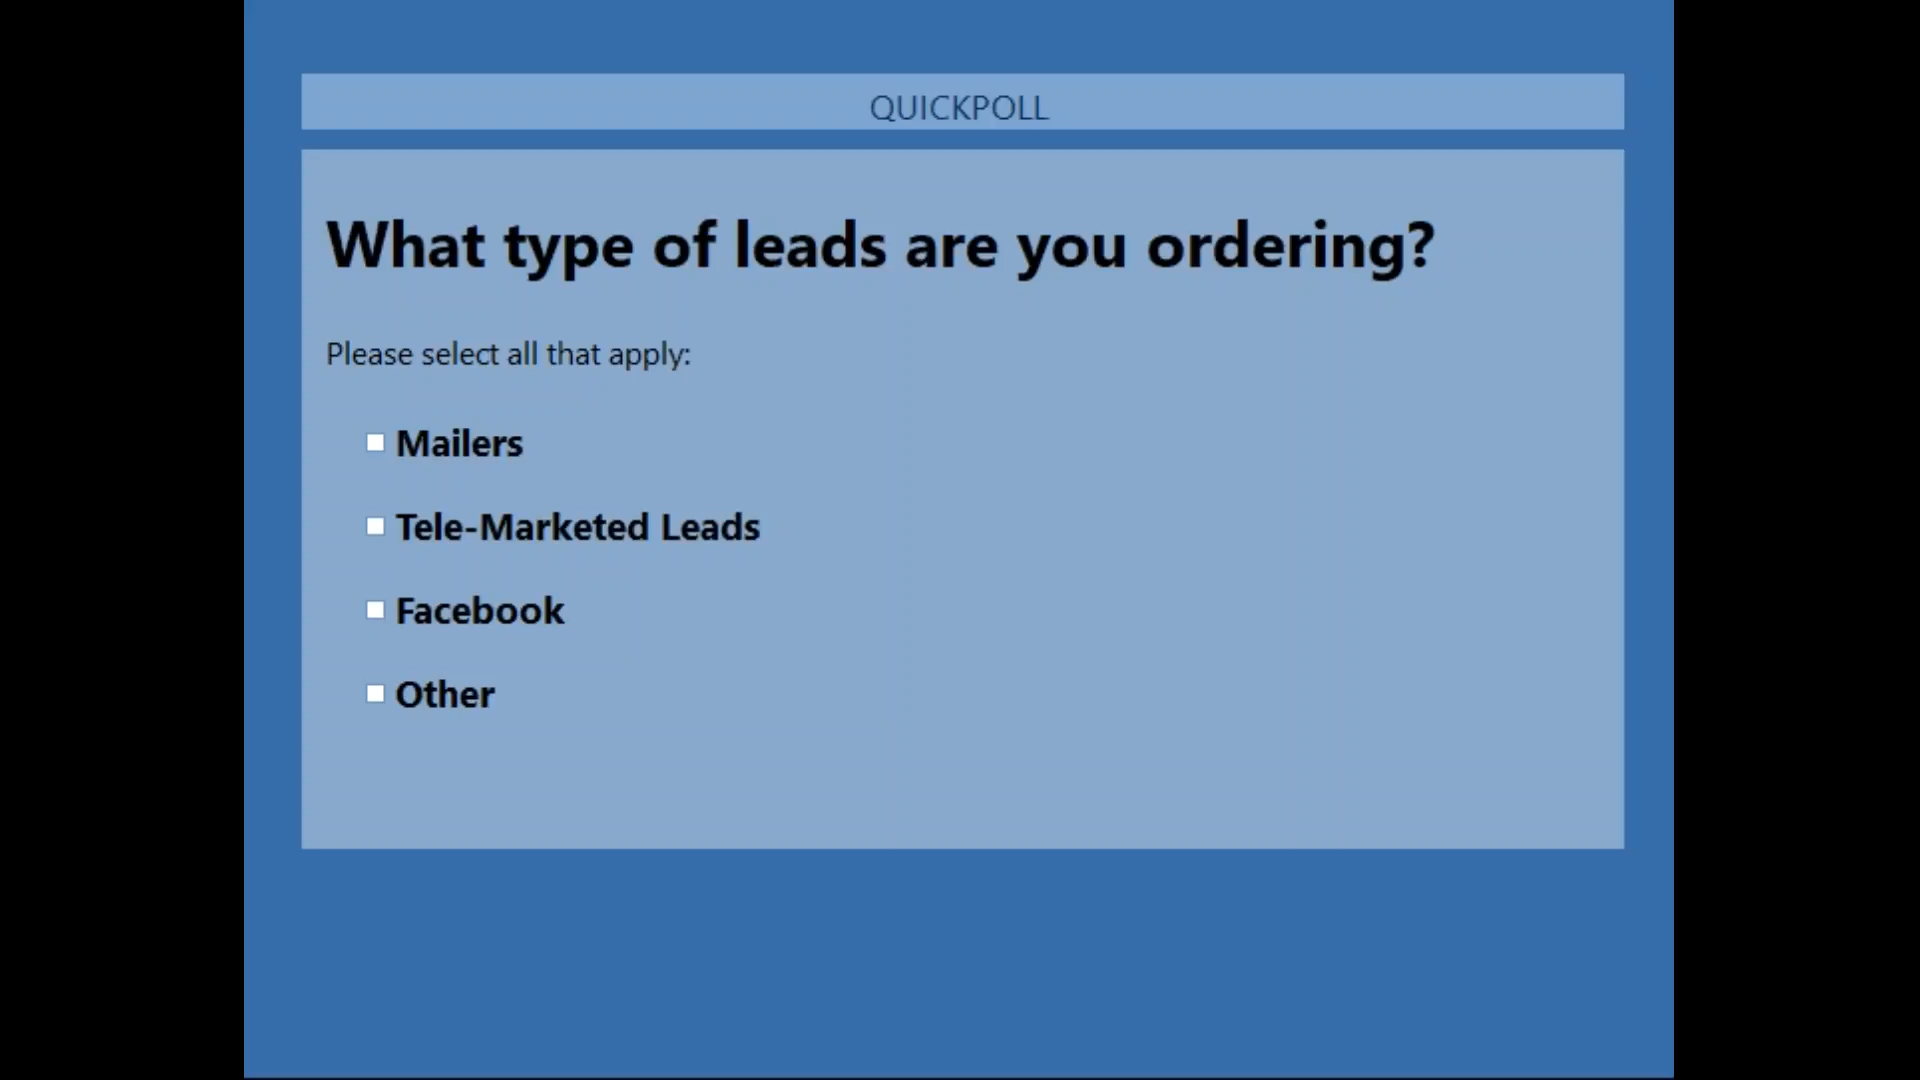 QUICKPOLL
What type of leads are you ordering?
Please select all that apply:
Mailers
Tele-Marketed Leads
Facebook
Other